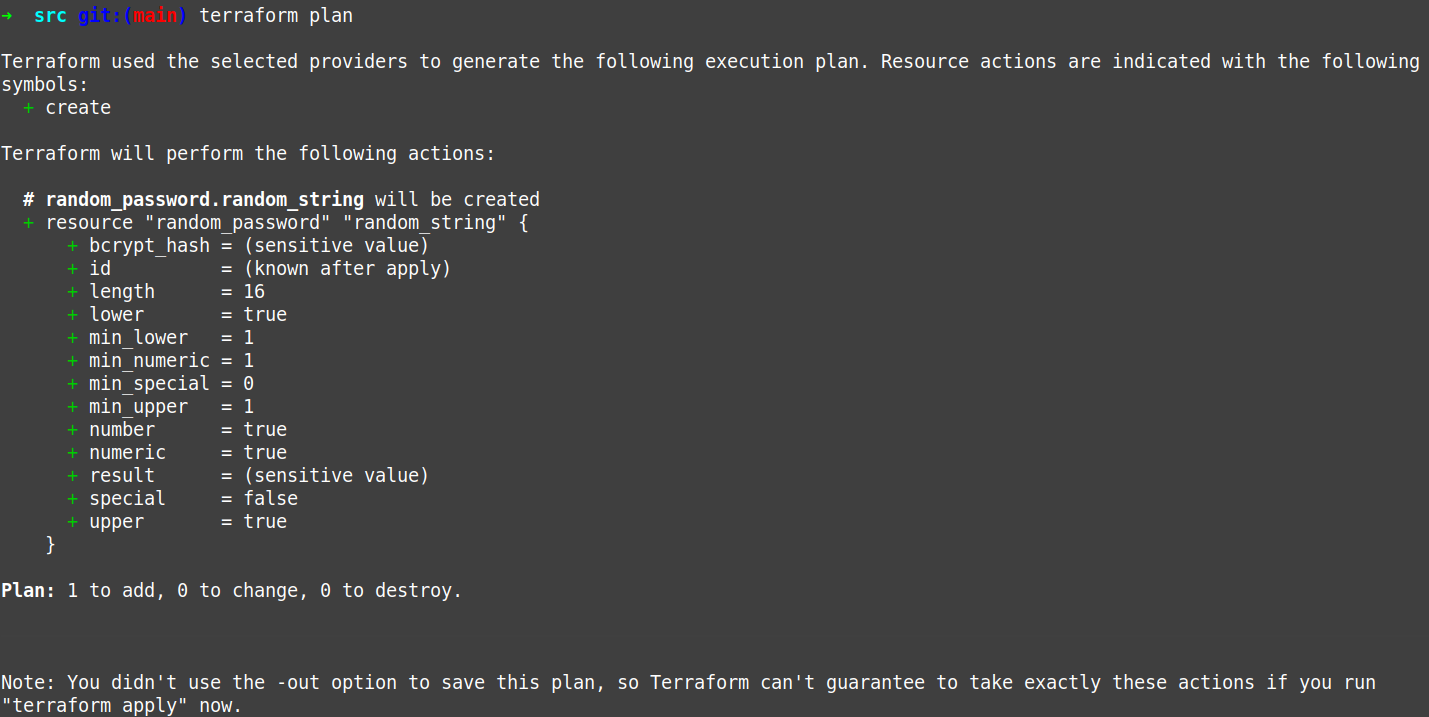 → src git:(main) terraform plan
Terraform used the selected providers to generate the following execution plan. Resource actions are indicated with the following
symbols:
+ create
Terraform will perform the following actions:
# random_password.random_string will be created
+ resource "random_password" "random_string" {
+ bcrypt_hash = (sensitive value)
+ id = (known after apply)
+ length = 16
+ lower = true
+ min_lower = 1
+ min_numeric = 1
+ min_special = 0
+ min_upper = 1
+ number = true
+ numeric = true
+ result = (sensitive value)
+ special = false
+ upper = true
}
Plan: 1 to add, 0 to change, 0 to destroy.
Note: You didn't use the -out option to save this plan, so Terraform can't guarantee to take exactly these actions if you run
"terraform apply" now.